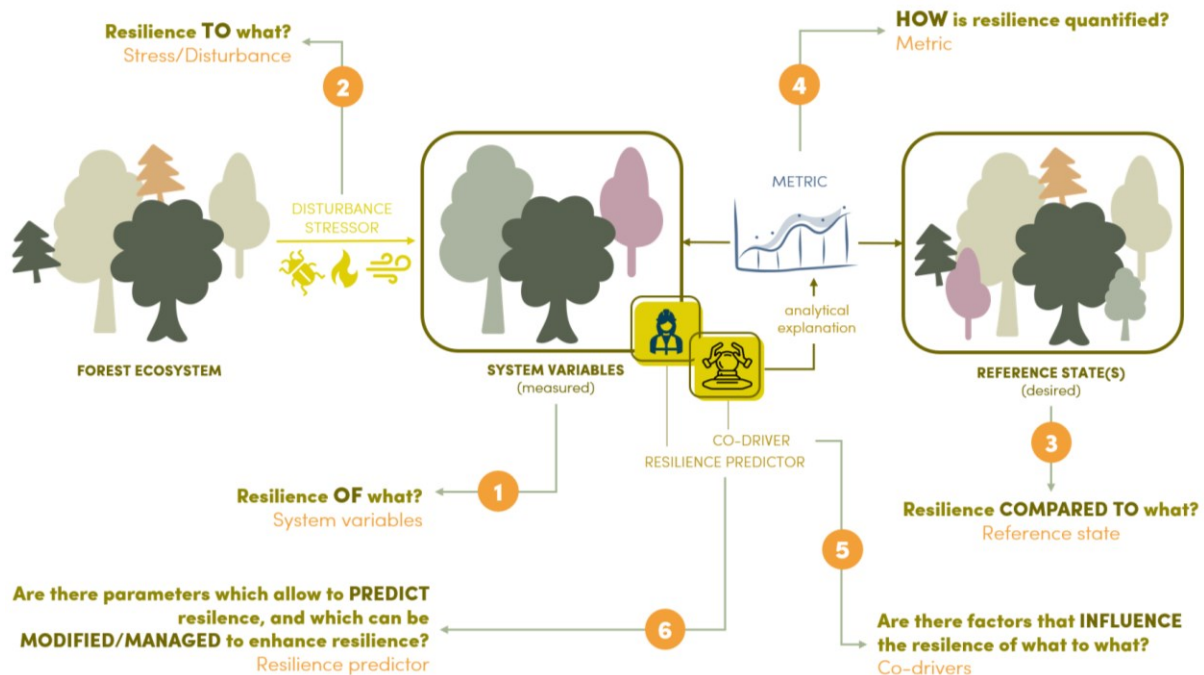 Resilience TO what?
Stress/Disturbance
2
HOW is resilience quantified?
Metric
4
DISTURBANCE
STRESSOR
METRIC
analytical
explanation
FOREST ECOSYSTEM
SYSTEM VARIABLES
(measured)
REFERENCE STATE(S)
(desired)
CO-DRIVER
RESILIENCE PREDICTOR
1
Resilience OF what?
System variables
3
Resilience COMPARED TO what?
Reference state
5
Are there factors that INFLUENCE
the resilence of what to what?
Co-drivers
6
Are there parameters which allow to PREDICT
resilence, and which can be
MODIFIED/MANAGED to enhance resilience?
Resilience predictor